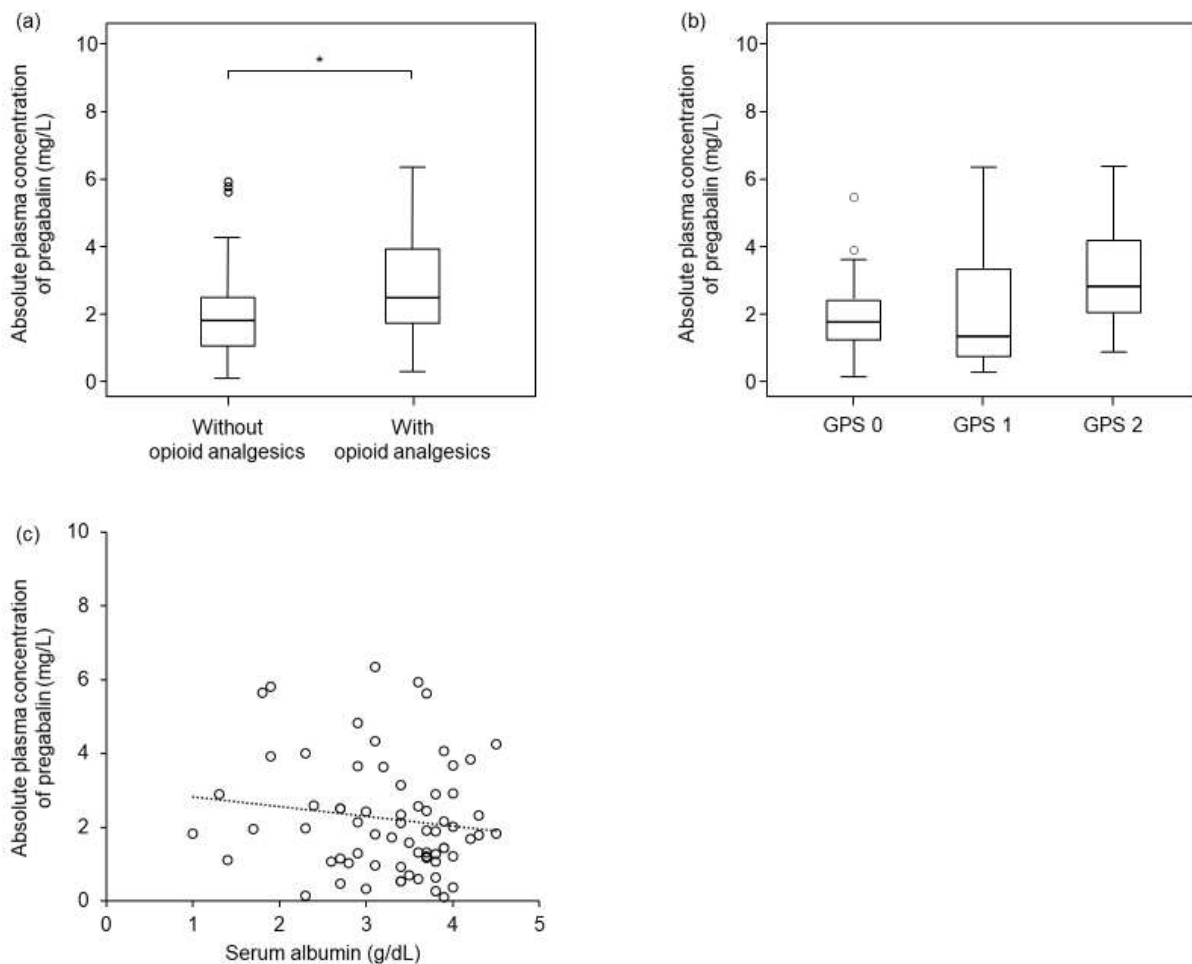 (a)
Absolute plasma concentration
of pregabalin (mg/L)
10
8
6
4
2
0
*
Without
opioid analgesics
With
opioid analgesics
(b)
Absolute plasma concentration
of pregabalin (mg/L)
10
8
6
4
2
0
GPS 0
GPS 1
GPS 2
(c)
Absolute plasma concentration
of pregabalin (mg/L)
10
8
6
4
2
0
0
1
2
3
4
5
Serum albumin (g/dL)